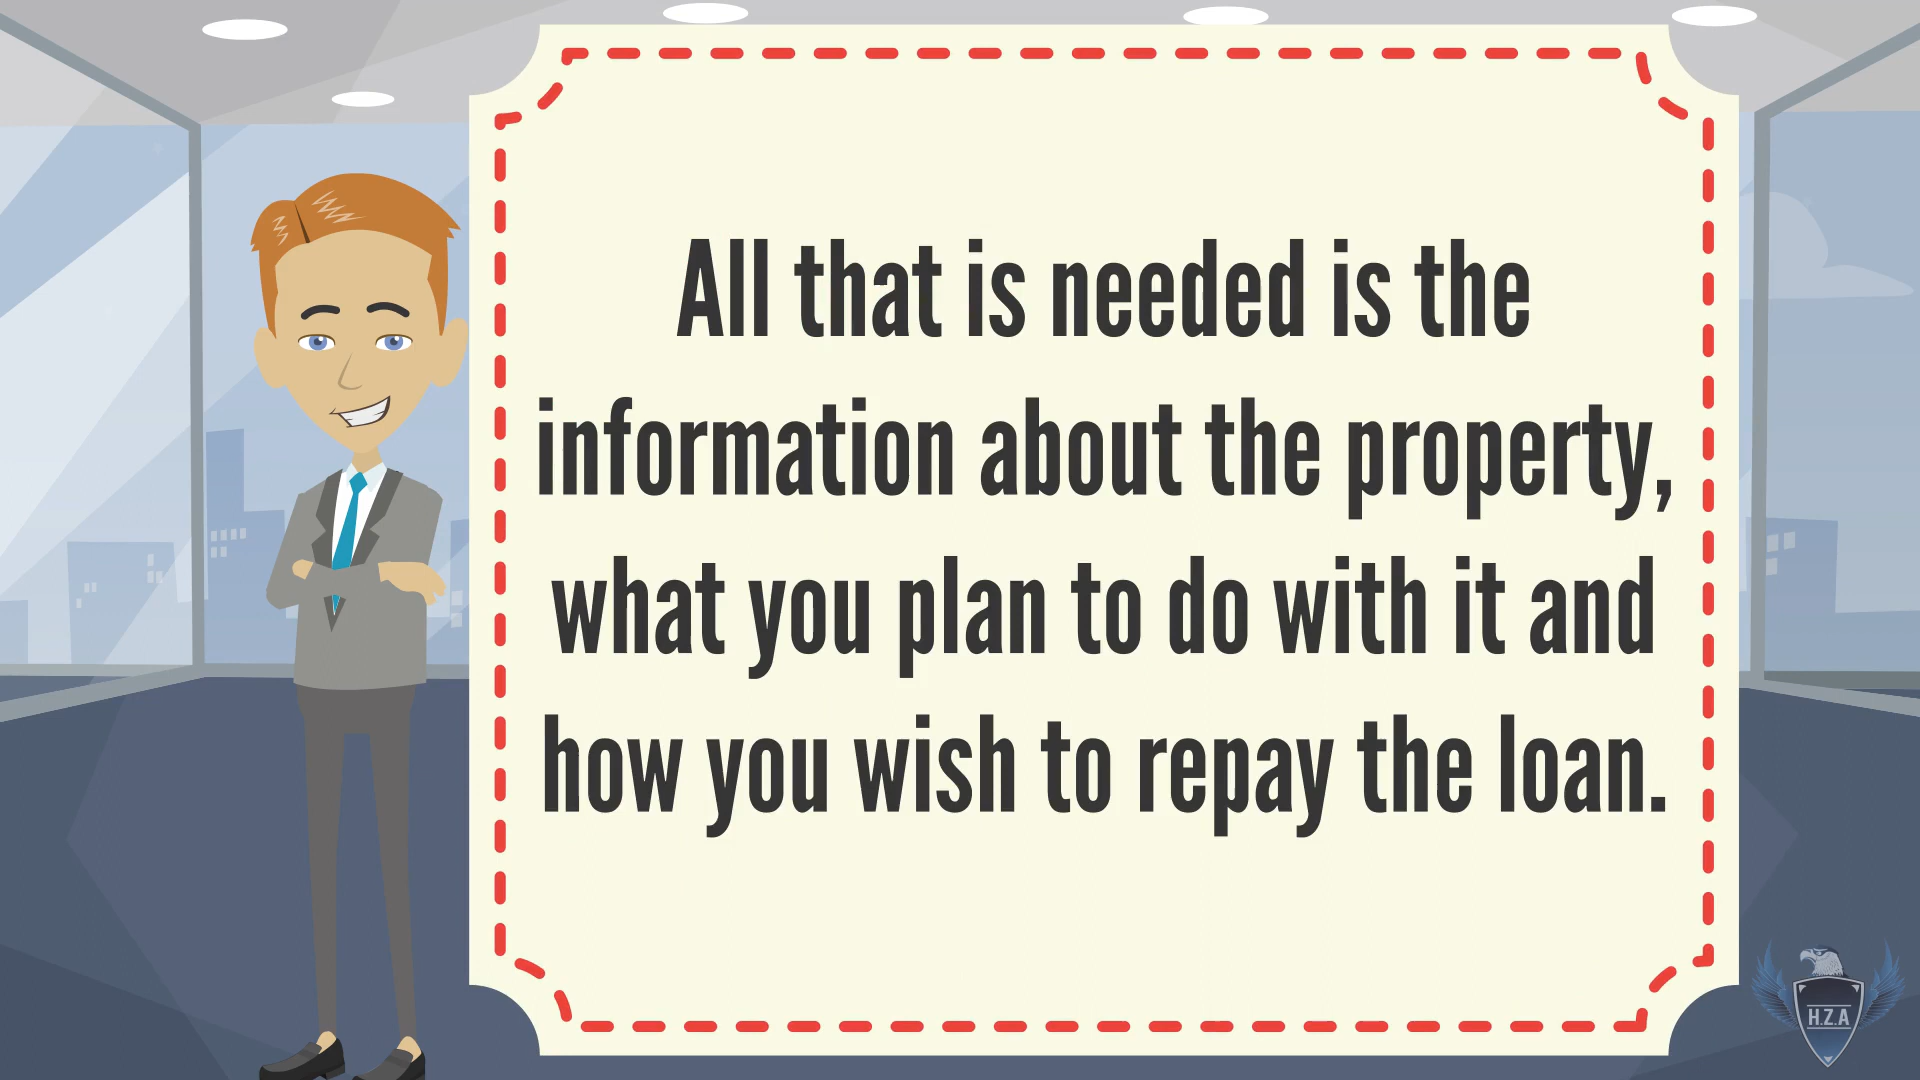 All that is needed is the
information about the property,
what you plan to do with it and
how you wish to repay the loan.
H.Z.A